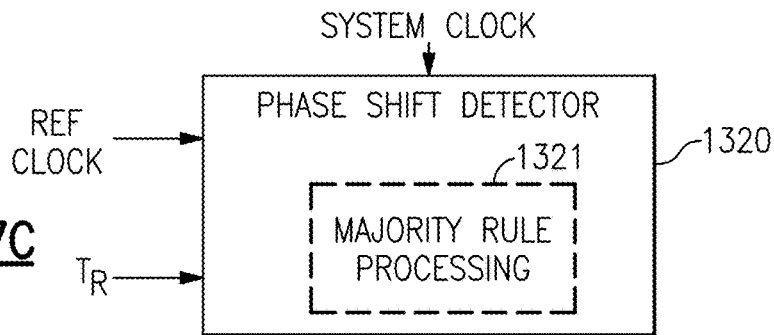 SYSTEM CLOCK
PHASE SHIFT DETECTOR
REF
CLOCK
1320
1321
MAJORITY RULE
PROCESSING
7C
TR